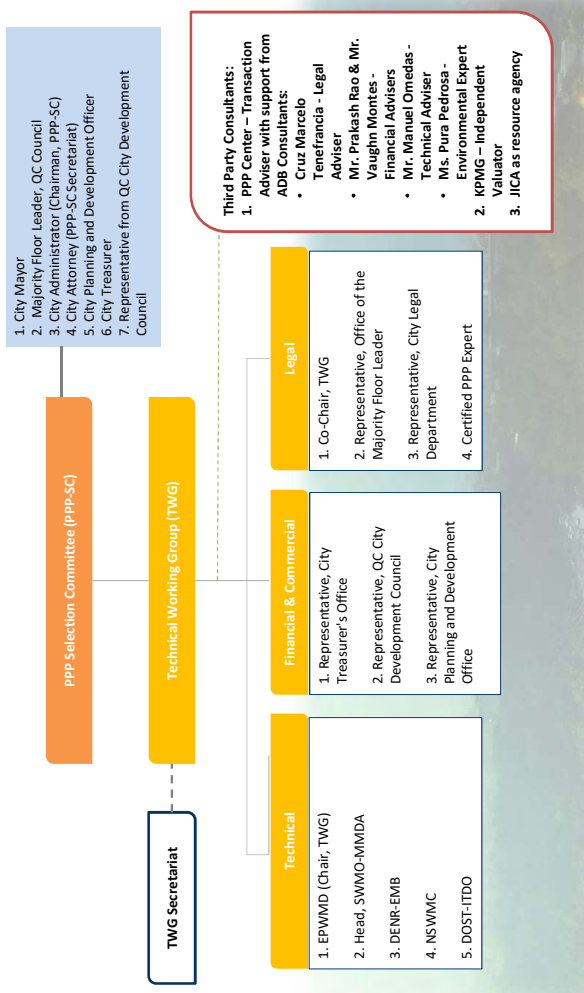 PPP Selection Committee (PPP-SC)
1. City Mayor
2. Majority Floor Leader, QC Council
3. City Administrator (Chairman, PPP-SC)
4. City Attorney (PPP-SC Secretariat)
5. City Planning and Development Officer
6. City Treasurer
7. Representative from QC City Development
Council
TWG Secretariat
Technical Working Group (TWG)
Technical
1. EPWMD (Chair, TWG)
2. Head, SWMO-MMDA
3. DENR-EMB
4. NSWMC
5. DOST-ITDO
Financial & Commercial
1. Representative, City
Treasurer's Office
2. Representative, QC City
Development Council
3. Representative, City
Planning and Development
Office
Legal
1. Co-Chair, TWG
2. Representative, Office of the
Majority Floor Leader
3. Representative, City Legal
Department
4. Certified PPP Expert
Third Party Consultants:
1. PPP Center – Transaction
Adviser with support from
ADB Consultants:
• Cruz Marcelo
Tenefrancia - Legal
Adviser
• Mr. Prakash Rao & Mr.
Vaughn Montes -
Financial Advisers
• Mr. Manuel Omedas -
Technical Adviser
• Ms. Pura Pedrosa -
Environmental Expert
2. KPMG – Independent
Valuator
3. JICA as resource agency